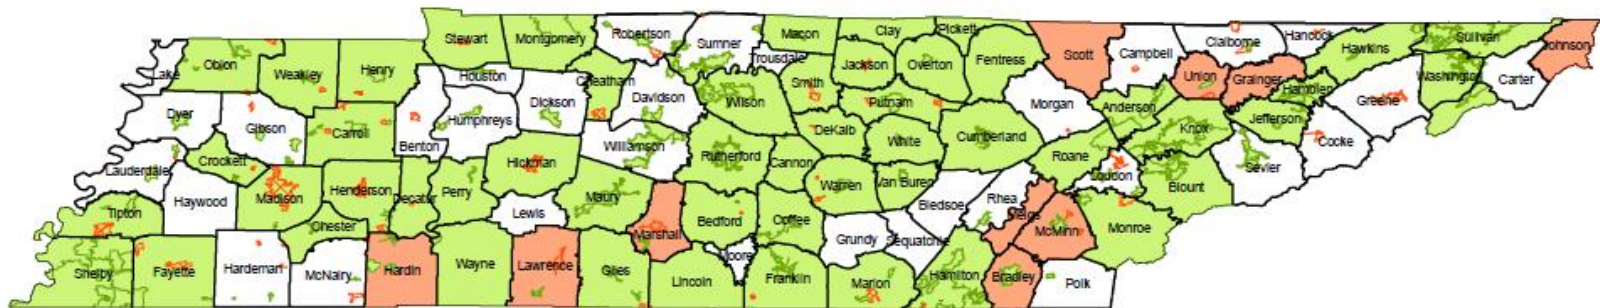 Stewart
Montgomery
Robertson
Sumner
Macon
Clay
Pickett
Scott
Campbell
Claiborne
Hancock
Hawkins
Sullivan
Johnson
Lake
Obion
Weakley
Henry
Houston
Cheatham
Davidson
Trousdale
Smith
Jackson
Overton
Fentress
Morgan
Anderson
Union
Grainger
Hamblen
Greene
Washington
Carter
Dyer
Gibson
Carroll
Benton
Humphreys
Dickson
Williamson
Wilson
Rutherford
DeKalb
Putnam
White
Cumberland
Roane
Loudon
Knox
Jefferson
Sevier
Cocke
Lauderdale
Crockett
Haywood
Madison
Henderson
Decatur
Perry
Hickman
Lewis
Maury
Cannon
Warren
Van Buren
Bledsoe
Rhea
Meigs
McMinn
Monroe
Blount
Tipton
Chester
Marshall
Bedford
Coffee
Grundy
Sequatchie
Shelby
Fayette
Hardeman
McNairy
Hardin
Wayne
Lawrence
Giles
Lincoln
Moore
Franklin
Marion
Hamilton
Bradley
Polk